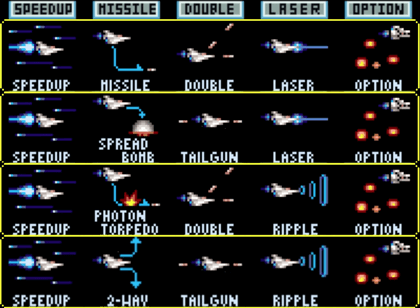 SPEEDUP MISSILE DOUBLE LASER OPTION
SPEEDUP MISSILE DOUBLE LASER OPTION
SPREAD
SPEEDUP BOMB TAILGUN LASER OPTION
PHOTON
SPEEDUP TORPEDO DOUBLE RIPPLE OPTION
SPEEDUP 2-WAY TAILGUN RIPPLE OPTION